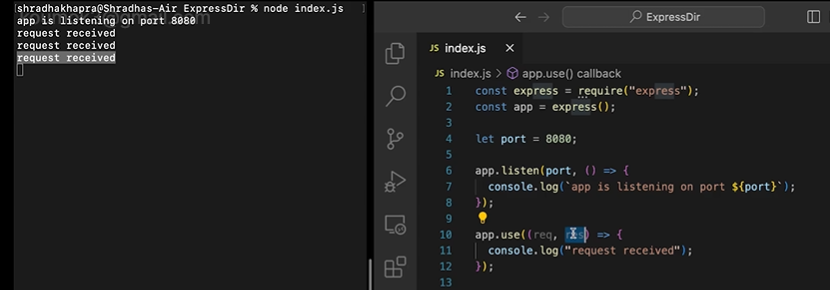 shradhakhapra@Shradhas-Air ExpressDir % node index.js
app is listening on port 8080
request received
request received
request received
ExpressDir
JS index.js ×
JS index.js > app.use() callback
1 const express = require("express");
2 const app = express();
3
4 let port = 8080;
5
6 app.listen(port, () => {
7 console.log(`app is listening on port ${port}`);
8 });
9
10 app.use((req, res) => {
11 console.log("request received");
12 });
13